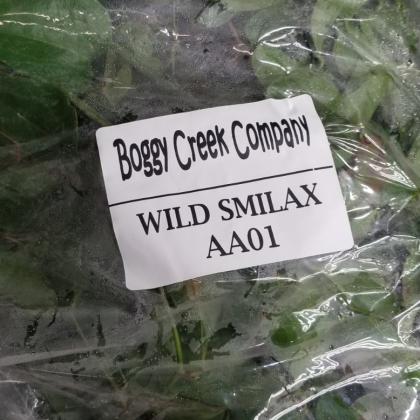 Boggy Creek Company
WILD SMILAX
AA01